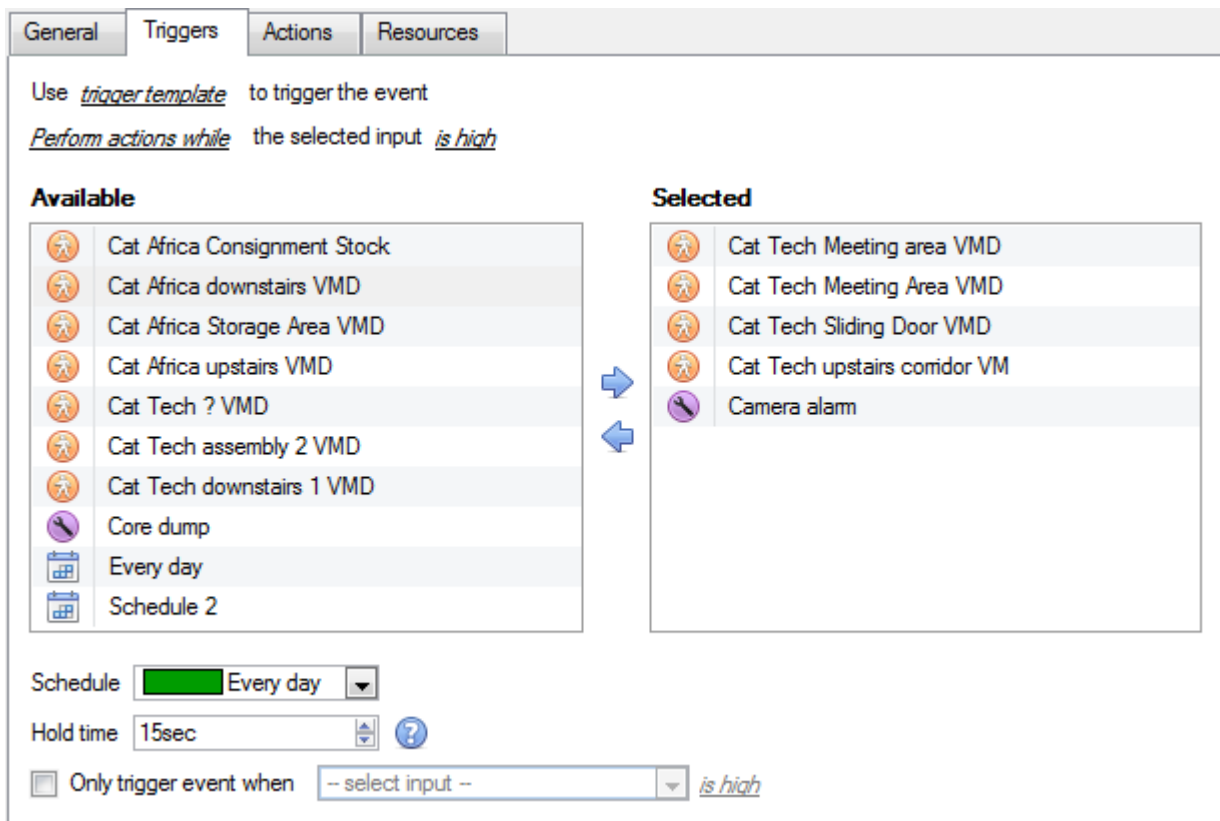 General Triggers Actions Resources
Use trigger template to trigger the event
Perform actions while the selected input is high
Available
Cat Africa Consignment Stock
Cat Africa downstairs VMD
Cat Africa Storage Area VMD
Cat Africa upstairs VMD
Cat Tech ? VMD
Cat Tech assembly 2 VMD
Cat Tech downstairs 1 VMD
Core dump
Every day
Schedule 2
Selected
Cat Tech Meeting area VMD
Cat Tech Meeting Area VMD
Cat Tech Sliding Door VMD
Cat Tech upstairs corridor VM
Camera alarm
Schedule Every day
Hold time 15sec ?
Only trigger event when -- select input -- is high